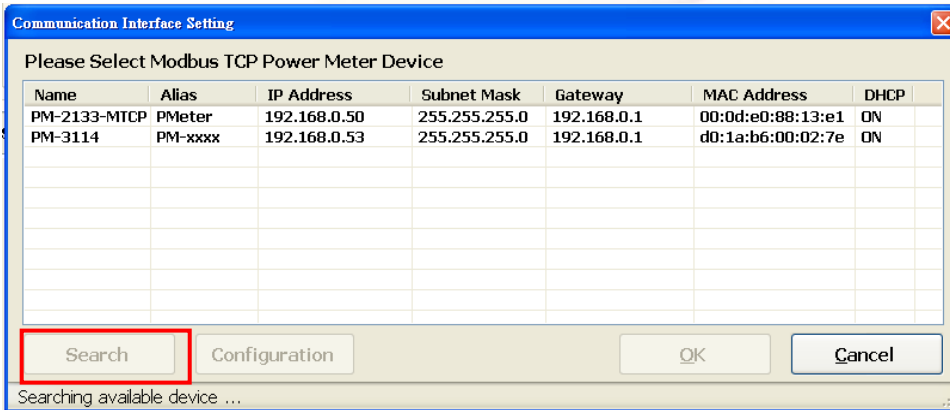 Communication Interface Setting
Please Select Modbus TCP Power Meter Device
Name Alias IP Address Subnet Mask Gateway MAC Address DHCP
PM-2133-MTCP PMeter 192.168.0.50 255.255.255.0 192.168.0.1 00:0d:e0:88:13:e1 ON
PM-3114 PM-xxxx 192.168.0.53 255.255.255.0 192.168.0.1 d0:1a:b6:00:02:7e ON
Search Configuration OK Cancel
Searching available device ...